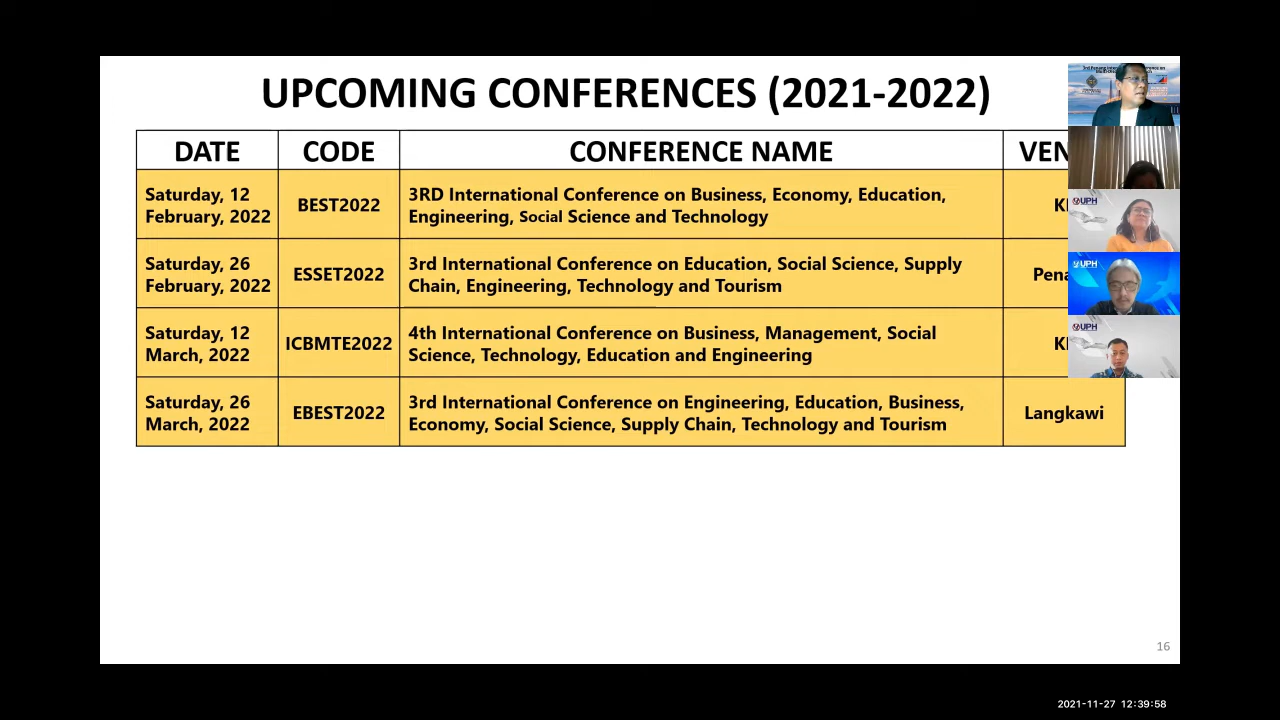 UPCOMING CONFERENCES (2021-2022)
DATE CODE CONFERENCE NAME
Saturday, 12
February, 2022
BEST2022
3RD International Conference on Business, Economy, Education,
Engineering, Social Science and Technology
Saturday, 26
February, 2022
ESSET2022
3rd International Conference on Education, Social Science, Supply
Chain, Engineering, Technology and Tourism
Saturday, 12
March, 2022
ICBMTE2022
4th International Conference on Business, Management, Social
Science, Technology, Education and Engineering
Saturday, 26
March, 2022
EBEST2022
3rd International Conference on Engineering, Education, Business,
Economy, Social Science, Supply Chain, Technology and Tourism
Langkawi
UPH
UPH
UPH
16
2021-11-27 12:39:58